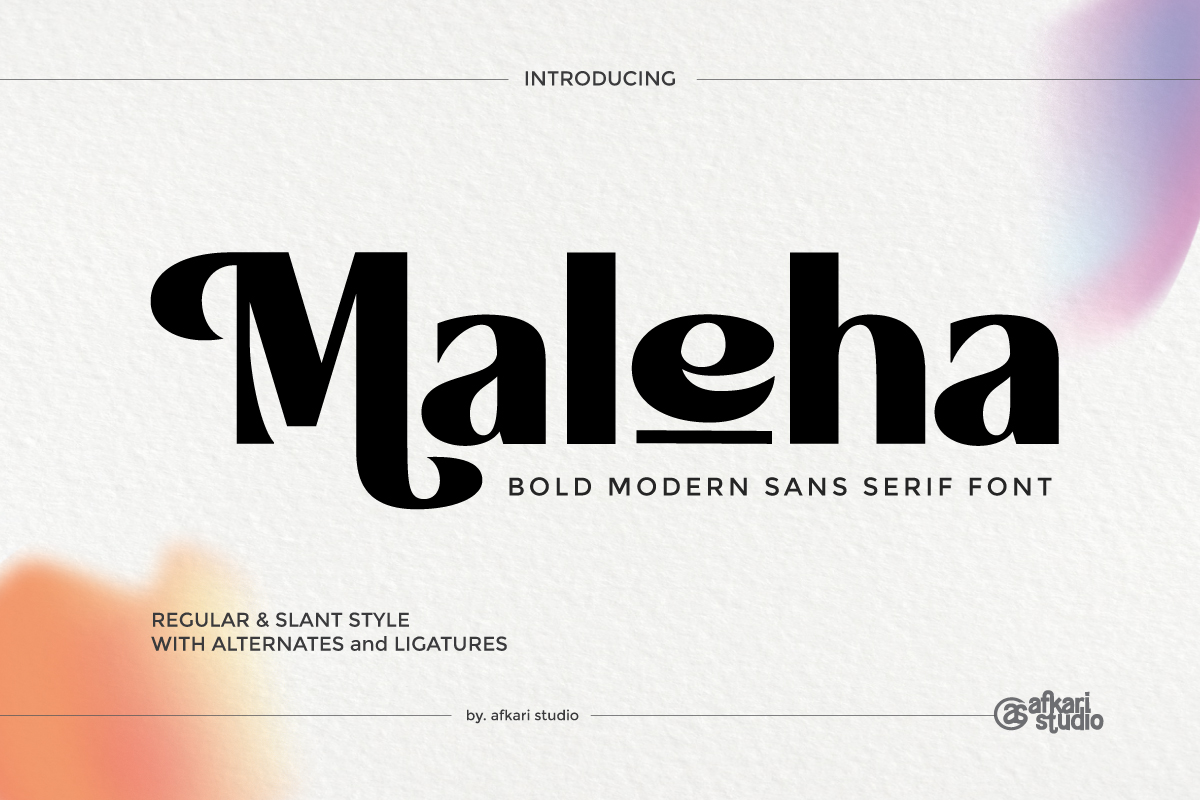 INTRODUCING
Maleha
BOLD MODERN SANS SERIF FONT
REGULAR & SLANT STYLE
WITH ALTERNATES and LIGATURES
by. afkari studio
as afkari
studio